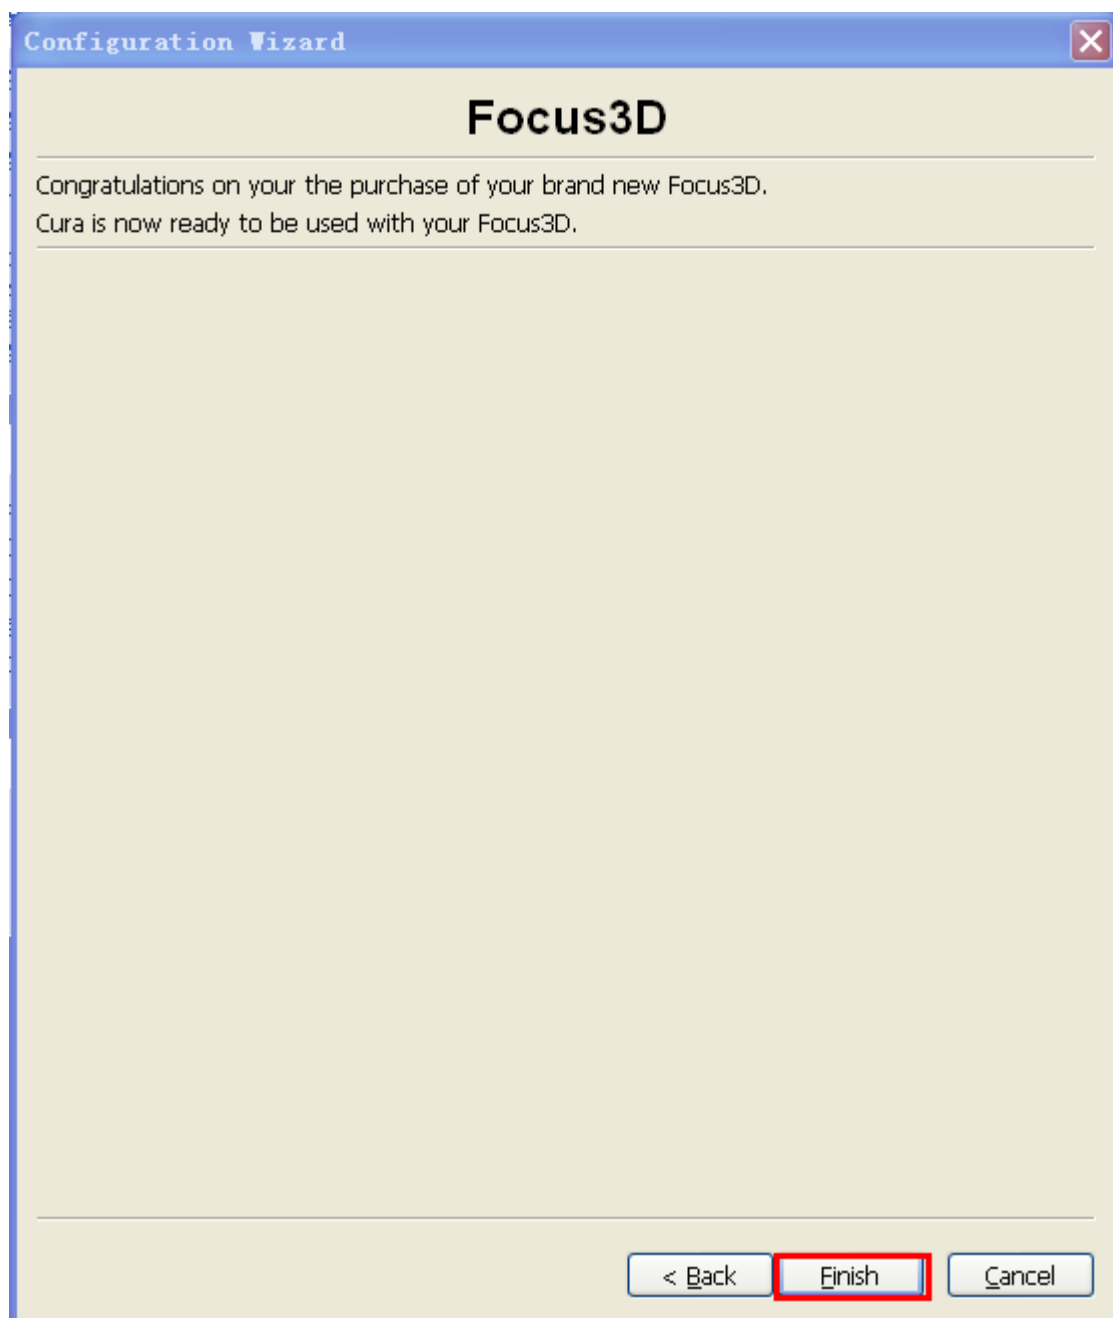 Configuration Wizard
Focus3D
Congratulations on your the purchase of your brand new Focus3D.
Cura is now ready to be used with your Focus3D.
< Back
Finish
Cancel